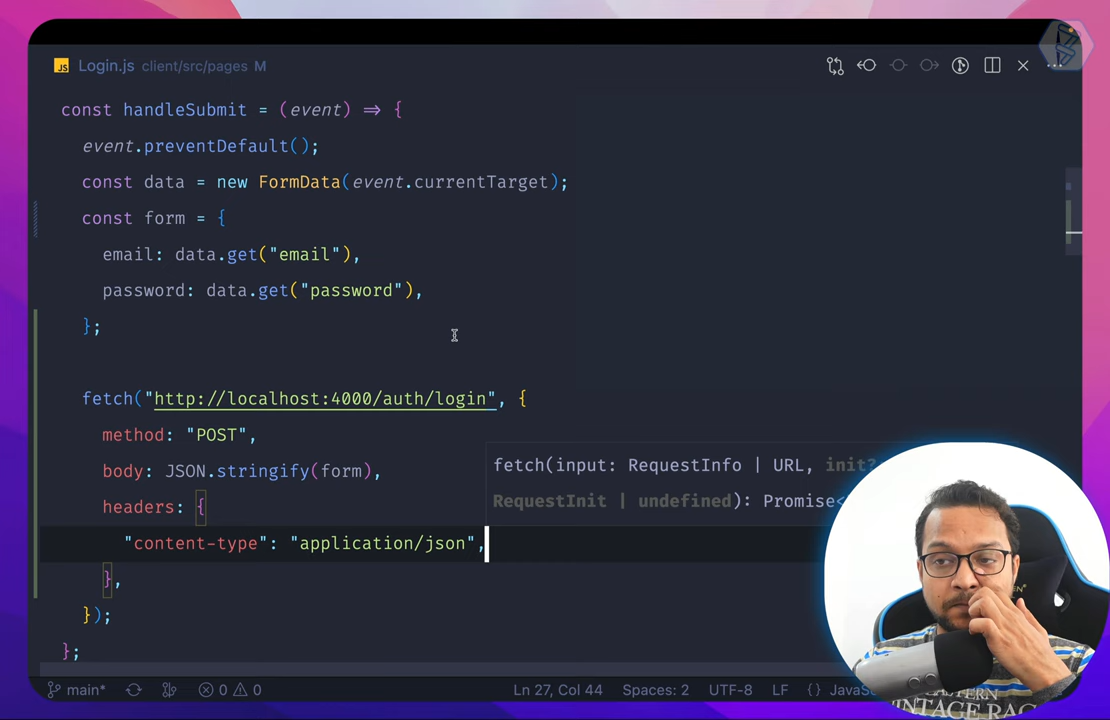 JS Login.js client/src/pages M
const handleSubmit = (event) => {
event.preventDefault();
const data = new FormData(event.currentTarget);
const form = {
email: data.get("email"),
password: data.get("password"),
};
fetch("http://localhost:4000/auth/login", {
method: "POST",
body: JSON.stringify(form),
fetch(input: RequestInfo | URL, init?
RequestInit | undefined): Promise<
headers: {
"content-type": "application/json",
},
});
};
main* 0 0 Ln 27, Col 44 Spaces: 2 UTF-8 LF {}
EASTERN
VINTAGE